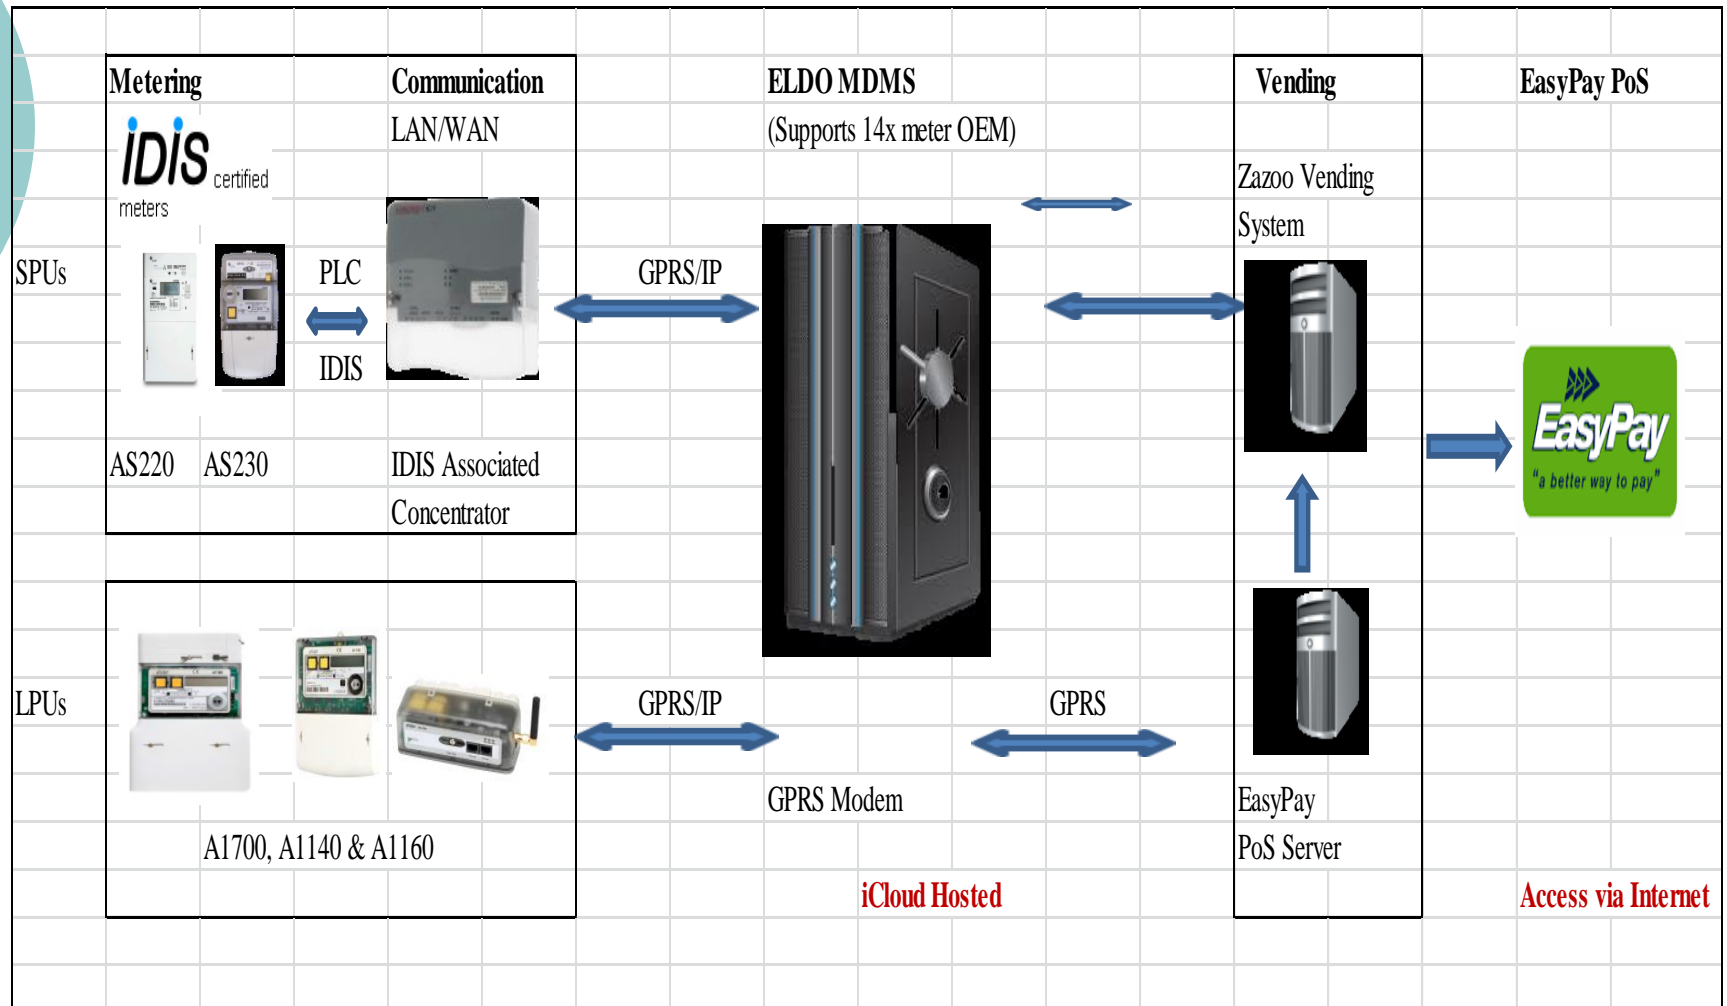 Metering
Communication
ELDO MDMS
Vending
EasyPay PoS
LAN/WAN
(Supports 14x meter OEM)
iDiS certified
meters
Zazoo Vending
System
SPUs
PLC
GPRS/IP
IDIS
EasyPay
"a better way to pay"
AS220
AS230
IDIS Associated
Concentrator
LPUs
GPRS/IP
GPRS
GPRS Modem
EasyPay
PoS Server
A1700, A1140 & A1160
iCloud Hosted
Access via Internet